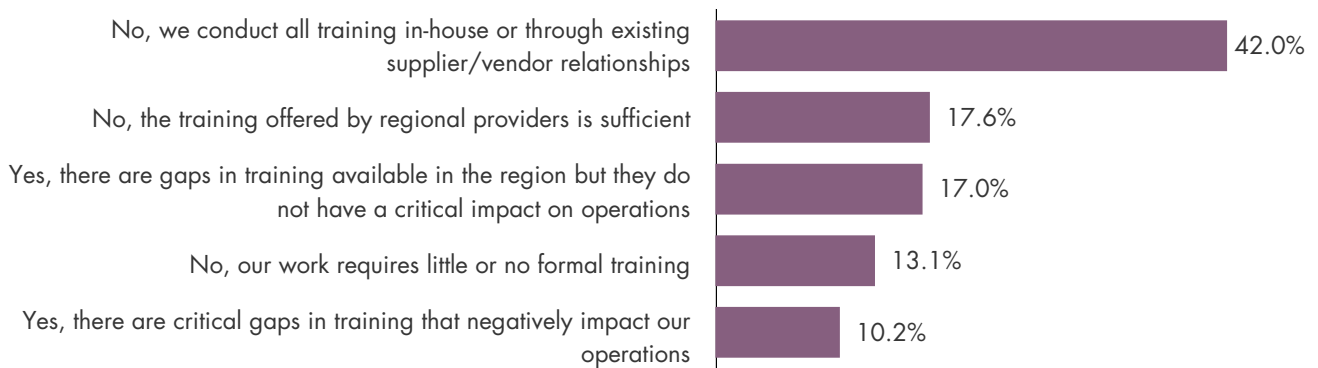 No, we conduct all training in-house or through existing
supplier/vendor relationships
42.0%
No, the training offered by regional providers is sufficient
17.6%
Yes, there are gaps in training available in the region but they do
not have a critical impact on operations
17.0%
No, our work requires little or no formal training
13.1%
Yes, there are critical gaps in training that negatively impact our
operations
10.2%